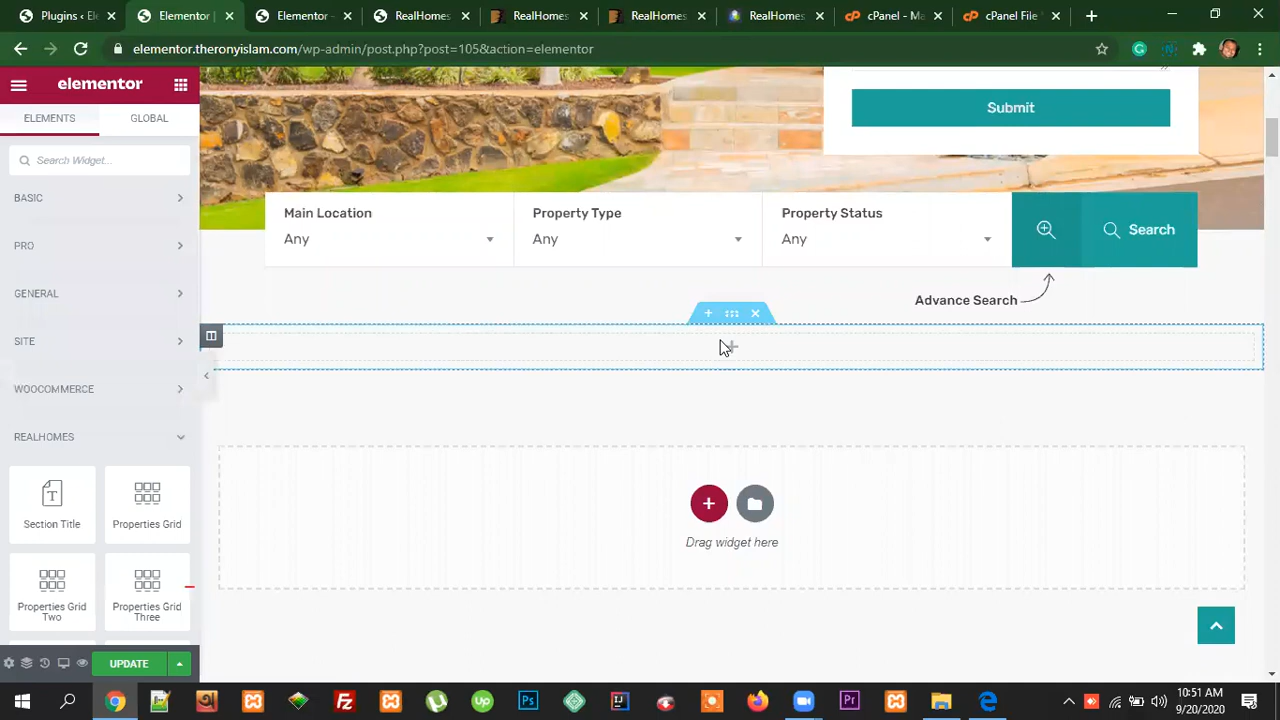 Plugins ‹ Ele
Elementor |
Elementor ‹
RealHomes ‹
RealHomes
RealHomes
RealHomes
cPanel - Ma
cPanel File
elementor.theronyislam.com/wp-admin/post.php?post=105&action=elementor
elementor
ELEMENTS
GLOBAL
Search Widget...
BASIC
PRO
GENERAL
SITE
WOOCOMMERCE
REALHOMES
Section Title
Properties Grid
Properties Grid
Two
Properties Grid
Three
UPDATE
Submit
Main Location
Any
Property Type
Any
Property Status
Any
Search
Advance Search
Drag widget here
10:51 AM
9/20/2020